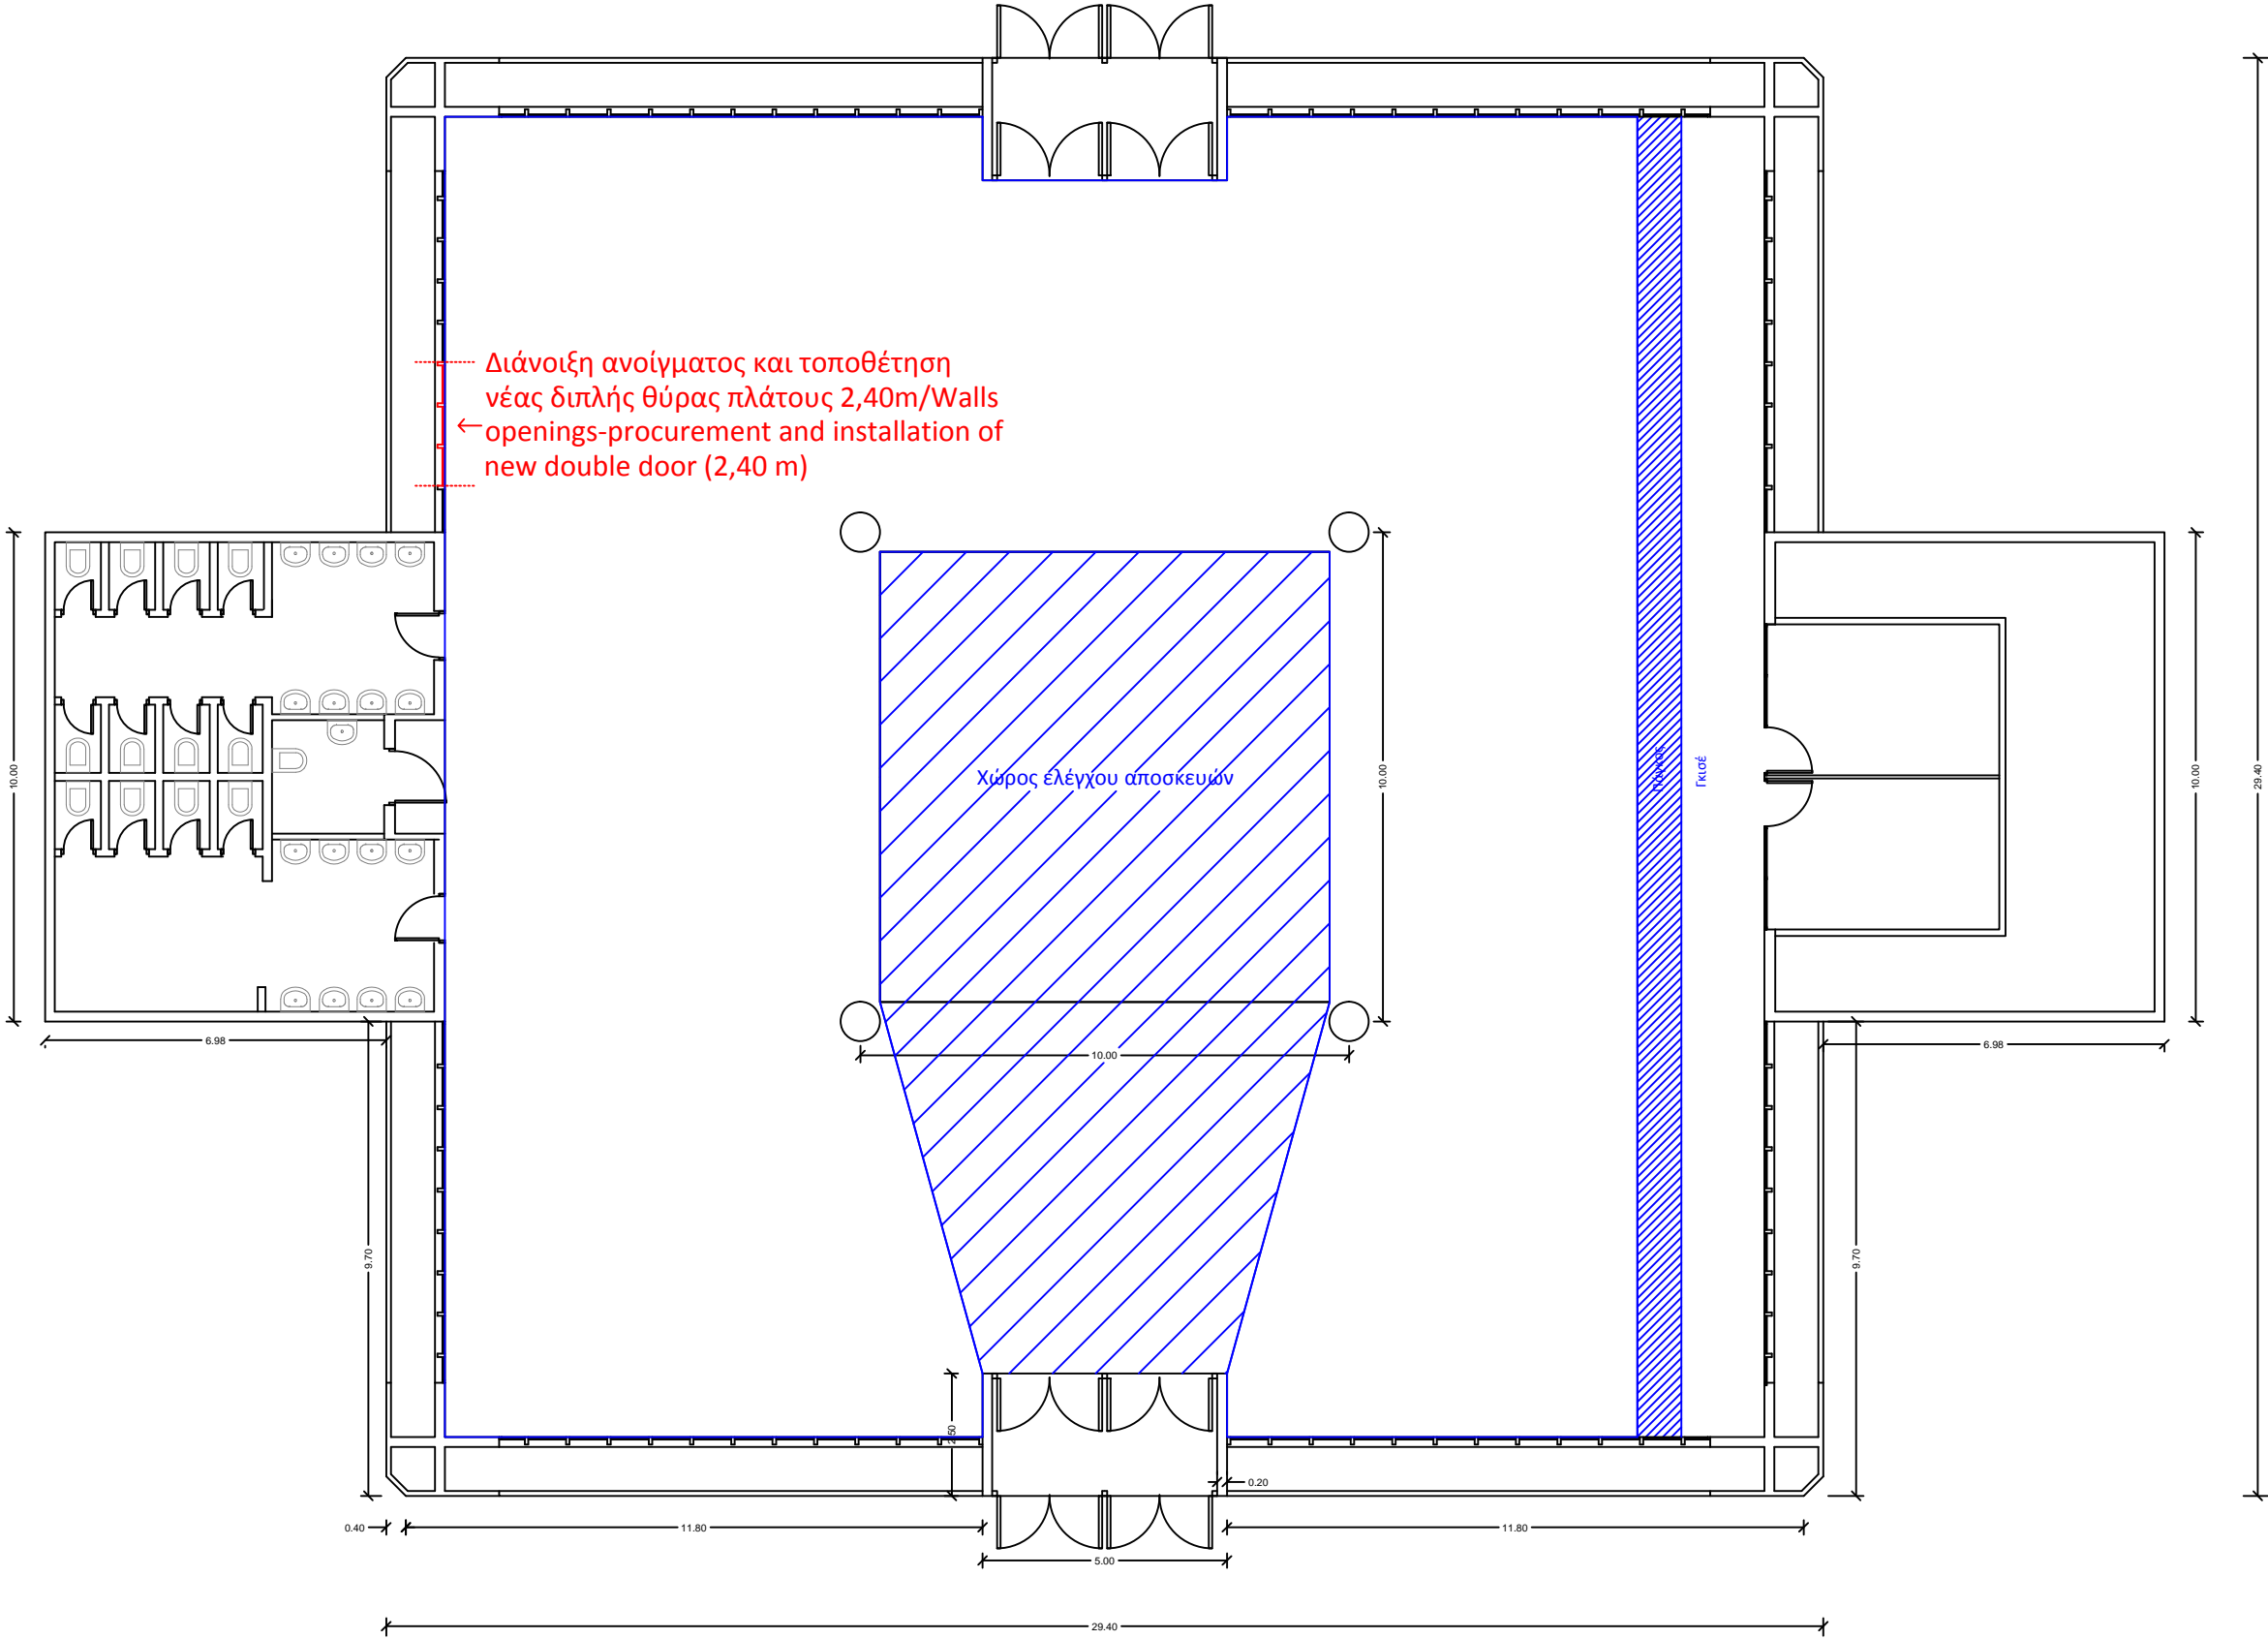 Διάνοιξη ανοίγματος και τοποθέτηση
νέας διπλής θύρας πλάτους 2,40m/Walls
openings-procurement and installation of
new double door (2,40 m)
Χώρος ελέγχου αποσκευών
Πάγκος
Γκισέ
10.00
10.00
10.00
29.40
10.00
6.98
6.98
9.70
9.70
2.50
0.20
0.40
11.80
11.80
5.00
29.40